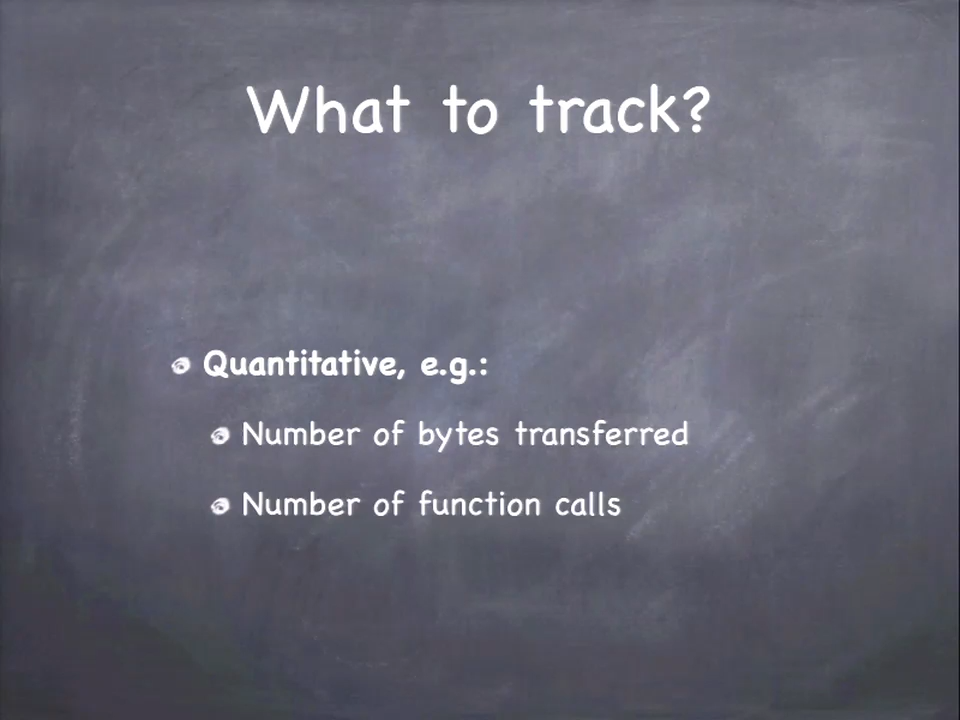 What to track?
Quantitative, e.g.:
Number of bytes transferred
Number of function calls